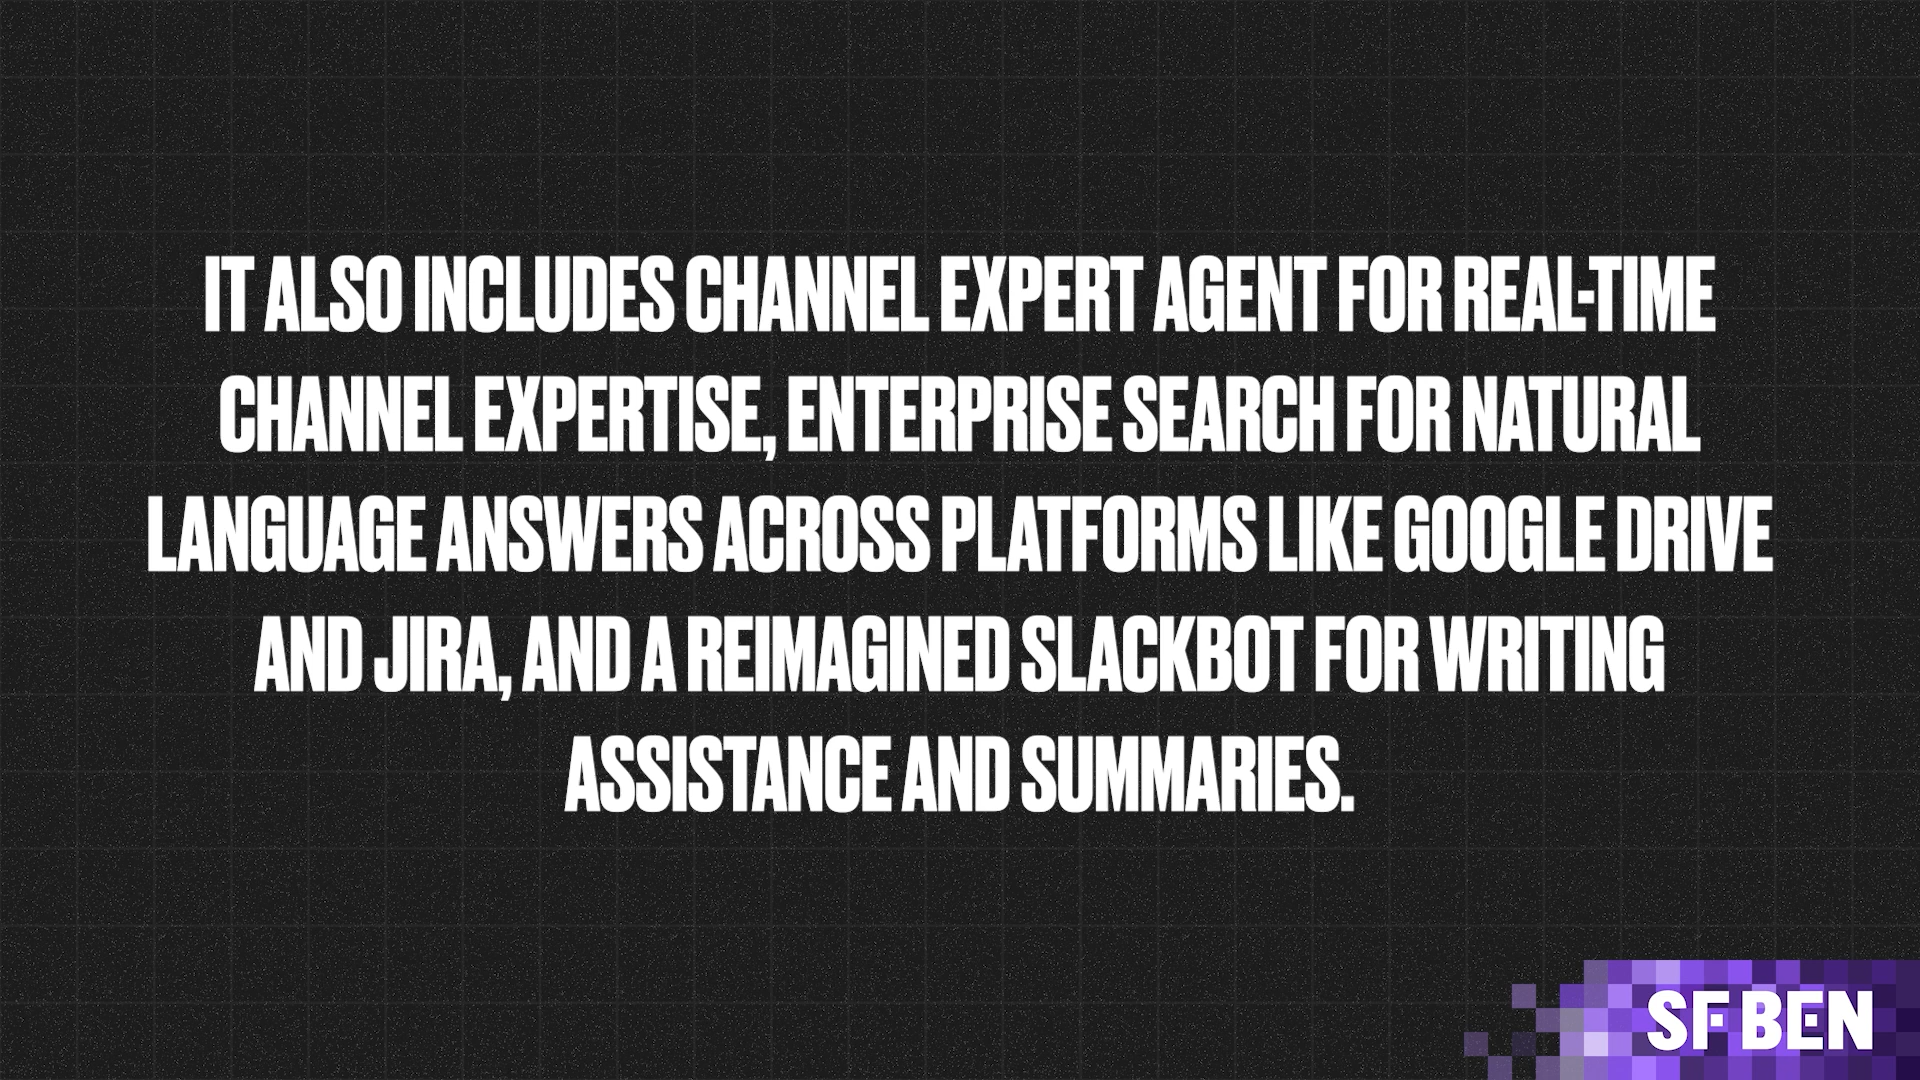 IT ALSO INCLUDES CHANNEL EXPERT AGENT FOR REAL-TIME
CHANNEL EXPERTISE, ENTERPRISE SEARCH FOR NATURAL
LANGUAGE ANSWERS ACROSS PLATFORMS LIKE GOOGLE DRIVE
AND JIRA, AND A REIMAGINED SLACKBOT FOR WRITING
ASSISTANCE AND SUMMARIES.
SF BEN